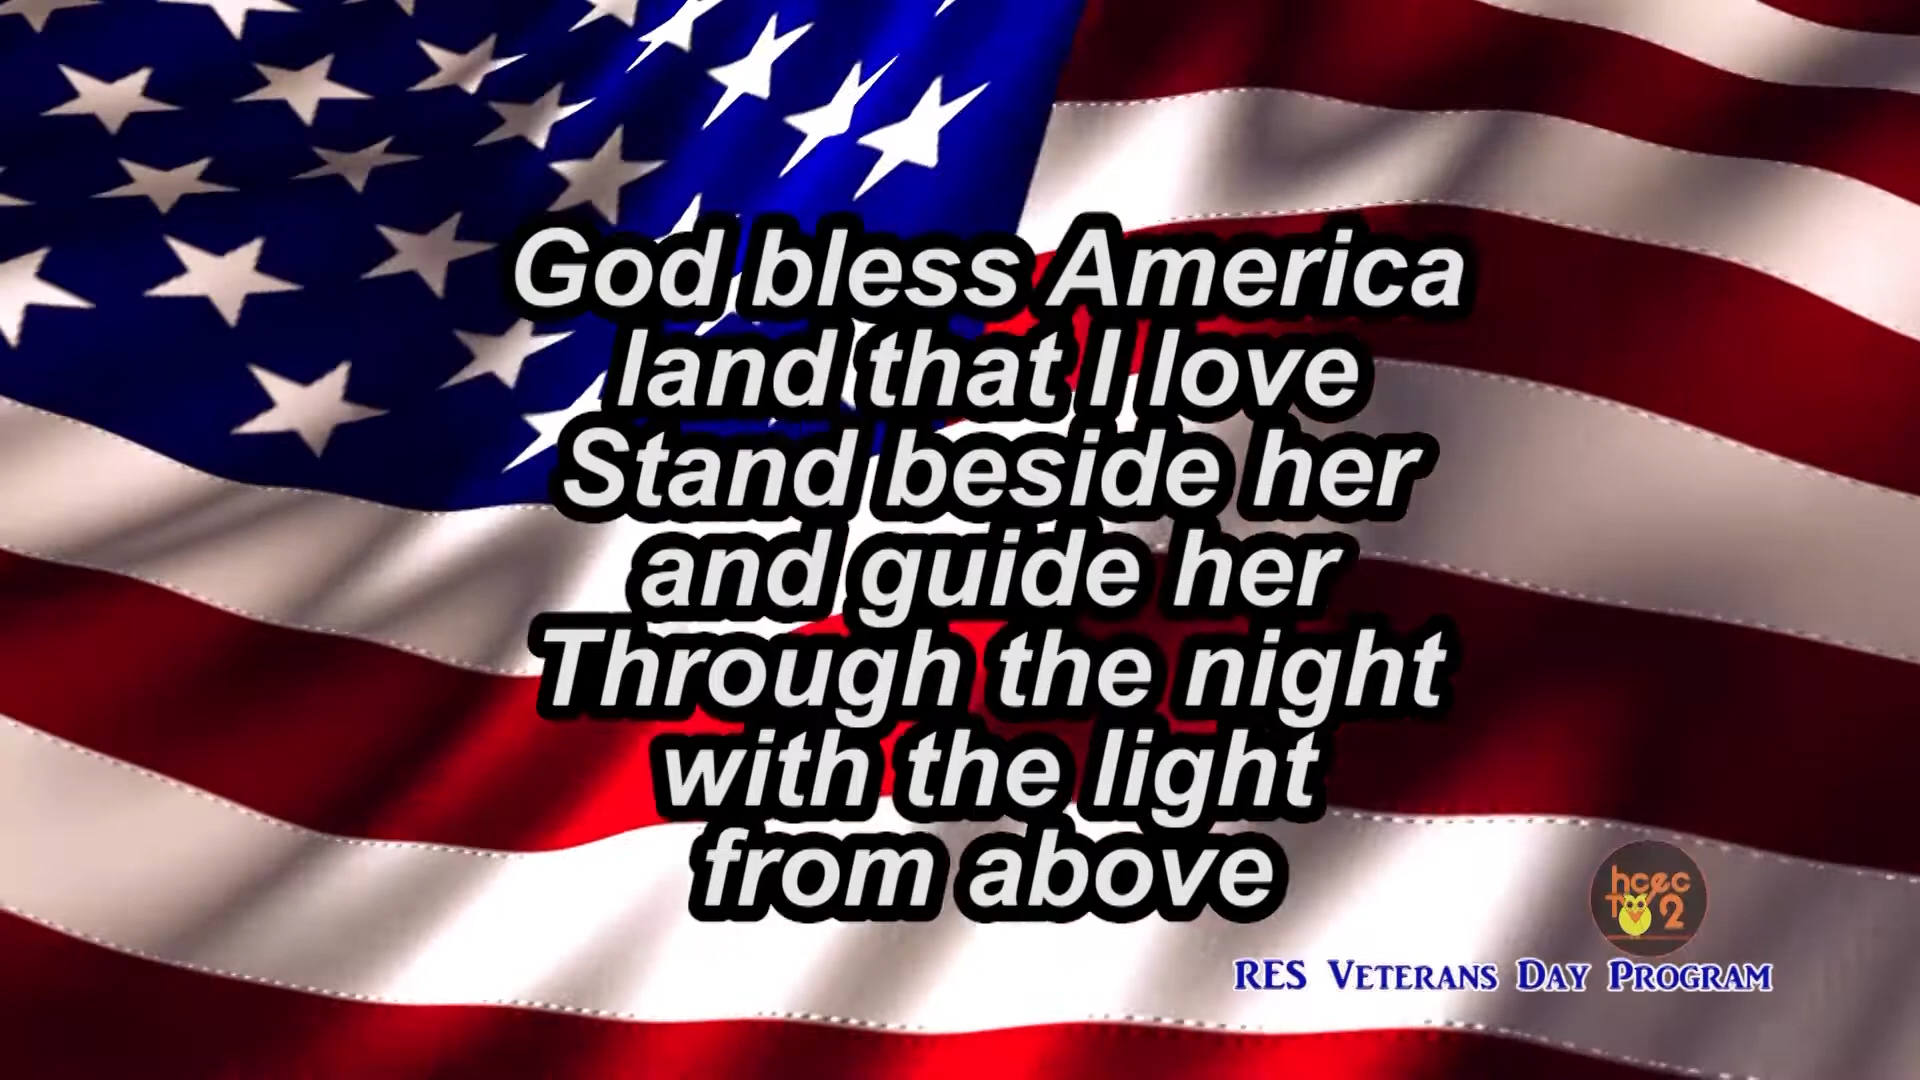 God bless America
land that I love
Stand beside her
and guide her
Through the night
with the light
from above
hcec
TV 2
RES Veterans Day Program